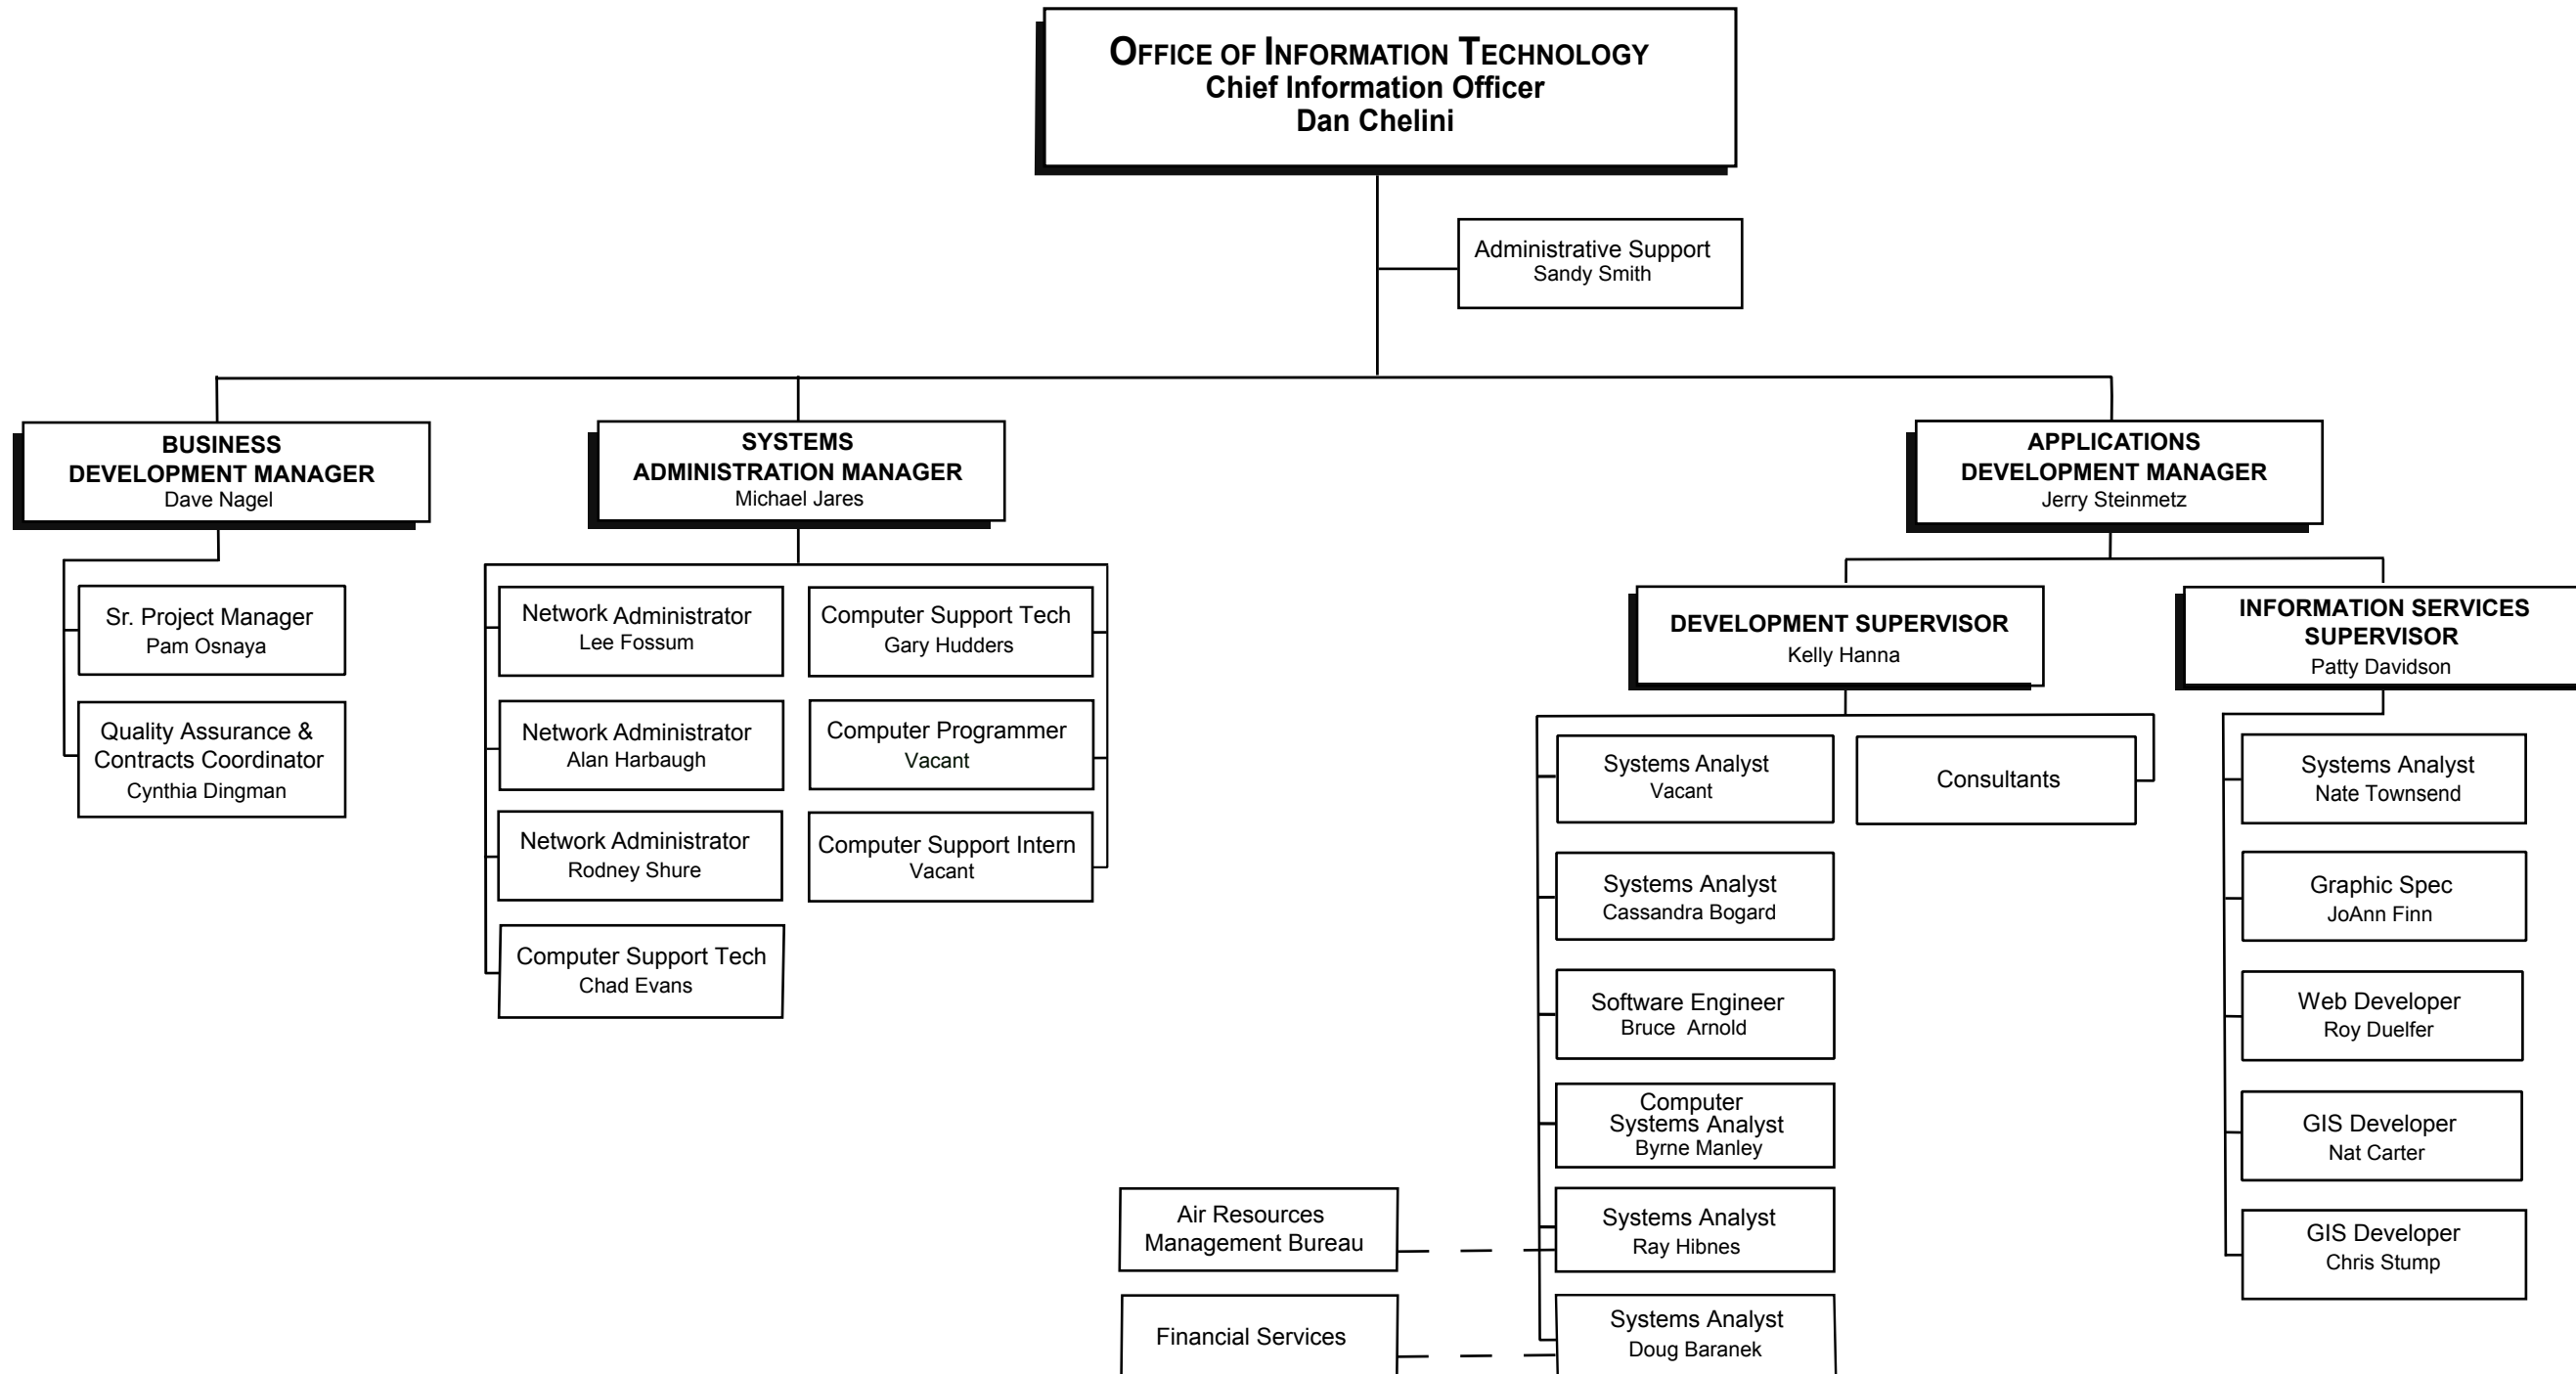 OFFICE OF INFORMATION TECHNOLOGY
Chief Information Officer
Dan Chelini
Administrative Support
Sandy Smith
BUSINESS
DEVELOPMENT MANAGER
Dave Nagel
SYSTEMS
ADMINISTRATION MANAGER
Michael Jares
APPLICATIONS
DEVELOPMENT MANAGER
Jerry Steinmetz
Sr. Project Manager
Pam Osnaya
Quality Assurance &
Contracts Coordinator
Cynthia Dingman
Network Administrator
Lee Fossum
Network Administrator
Alan Harbaugh
Network Administrator
Rodney Shure
Computer Support Tech
Chad Evans
Computer Support Tech
Gary Hudders
Computer Programmer
Vacant
Computer Support Intern
Vacant
DEVELOPMENT SUPERVISOR
Kelly Hanna
Systems Analyst
Vacant
Systems Analyst
Cassandra Bogard
Software Engineer
Bruce Arnold
Computer
Systems Analyst
Byrne Manley
Systems Analyst
Ray Hibnes
Systems Analyst
Doug Baranek
Consultants
Air Resources
Management Bureau
Financial Services
INFORMATION SERVICES
SUPERVISOR
Patty Davidson
Systems Analyst
Nate Townsend
Graphic Spec
JoAnn Finn
Web Developer
Roy Duelfer
GIS Developer
Nat Carter
GIS Developer
Chris Stump